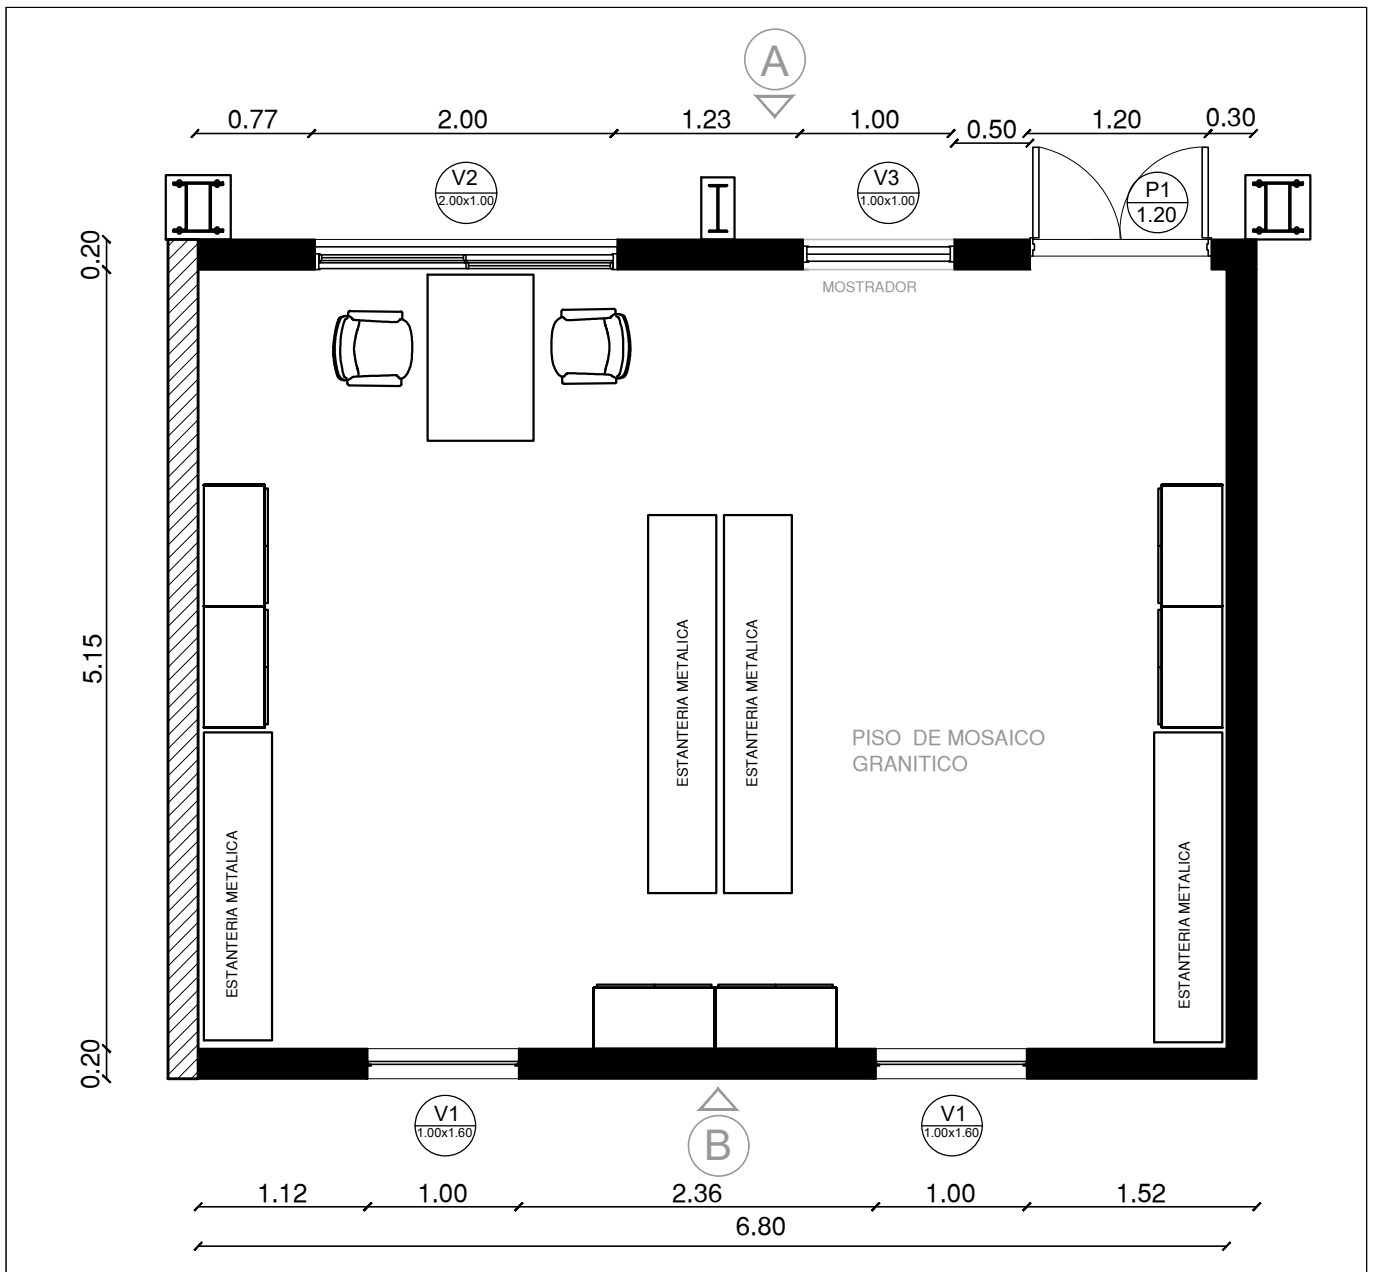 A
0.77
2.00
1.23
1.00
0.50
1.20
0.30
V2
2.00x1.00
V3
1.00x1.00
P1
1.20
0.20
MOSTRADOR
5.15
ESTANTERIA METALICA
ESTANTERIA METALICA
PISO DE MOSAICO
GRANITICO
ESTANTERIA METALICA
ESTANTERIA METALICA
0.20
V1
1.00x1.60
B
V1
1.00x1.60
1.12
1.00
2.36
1.00
1.52
6.80